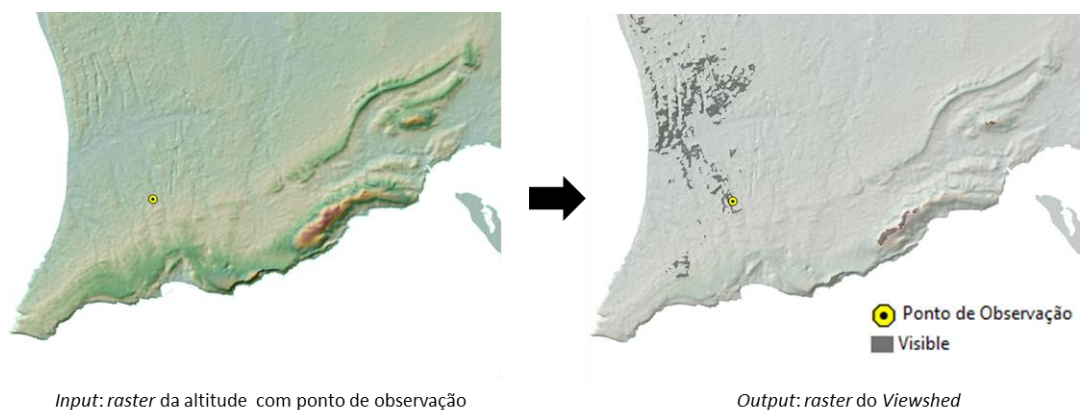 Ponto de Observação
Visible
Input: raster da altitude com ponto de observação
Output: raster do Viewshed